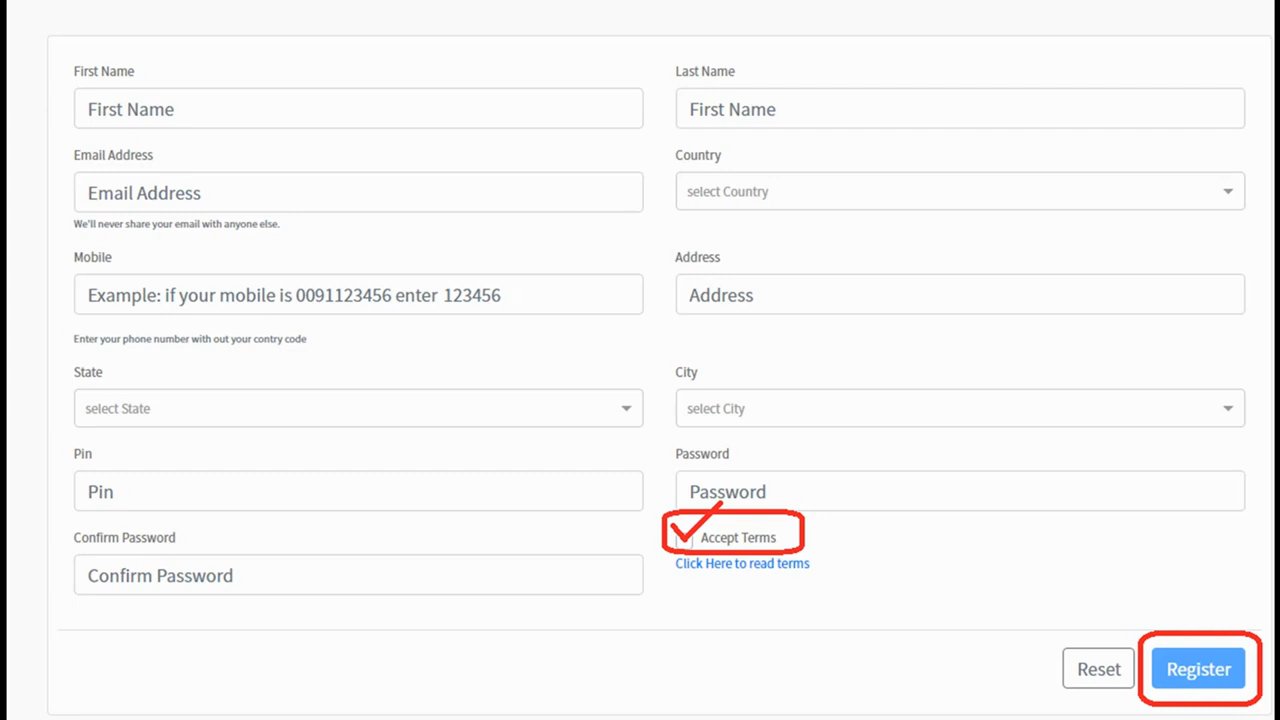 First Name
Last Name
First Name
First Name
Email Address
Country
Email Address
select Country
We'll never share your email with anyone else.
Mobile
Address
Example: if your mobile is 0091123456 enter 123456
Address
Enter your phone number with out your contry code
State
City
select State
select City
Pin
Password
Pin
Password
Confirm Password
Accept Terms
Click Here to read terms
Confirm Password
Reset
Register